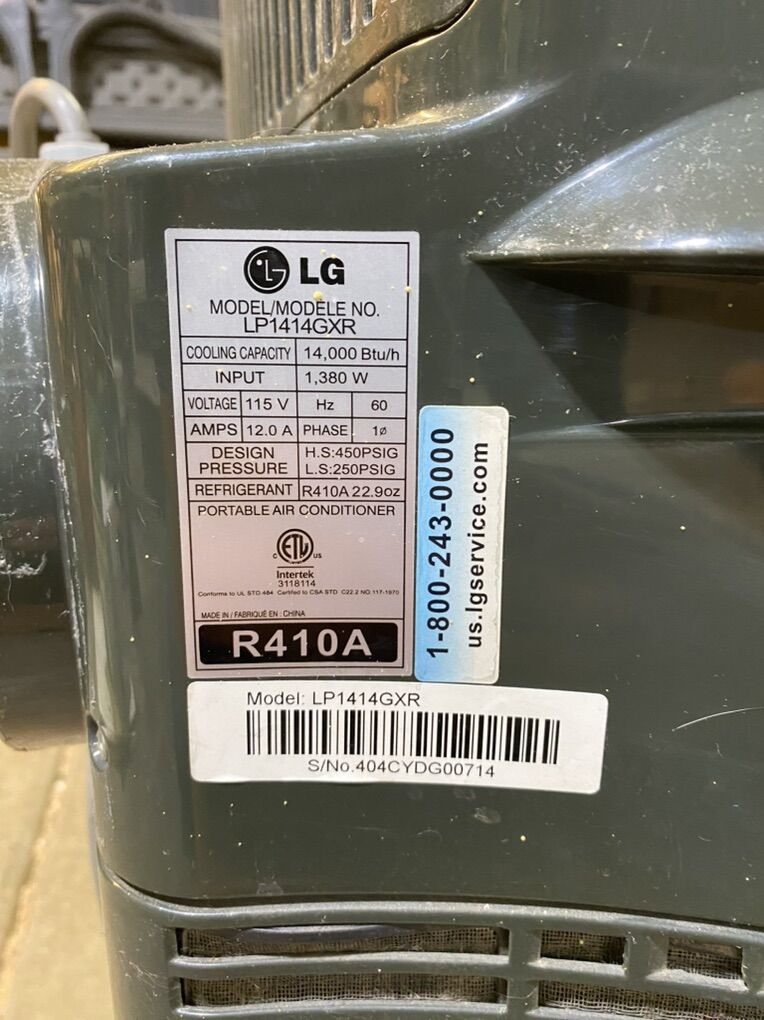 LG
MODEL/MODELE NO.
LP1414GXR
COOLING CAPACITY 14,000 Btu/h
INPUT 1,380 W
VOLTAGE 115 V Hz 60
AMPS 12.0 A PHASE 1ø
DESIGN PRESSURE H.S:450PSIG
L.S:250PSIG
REFRIGERANT R410A 22.9oz
PORTABLE AIR CONDITIONER
C ETL US
Intertek
3118114
Conforms to UL STD.484 Certified to CSA STD C22.2 NO.117-1970
MADE IN / FABRIQUÉ EN : CHINA
R410A
1-800-243-0000
us.lgservice.com
Model: LP1414GXR
S/No.404CYDG00714